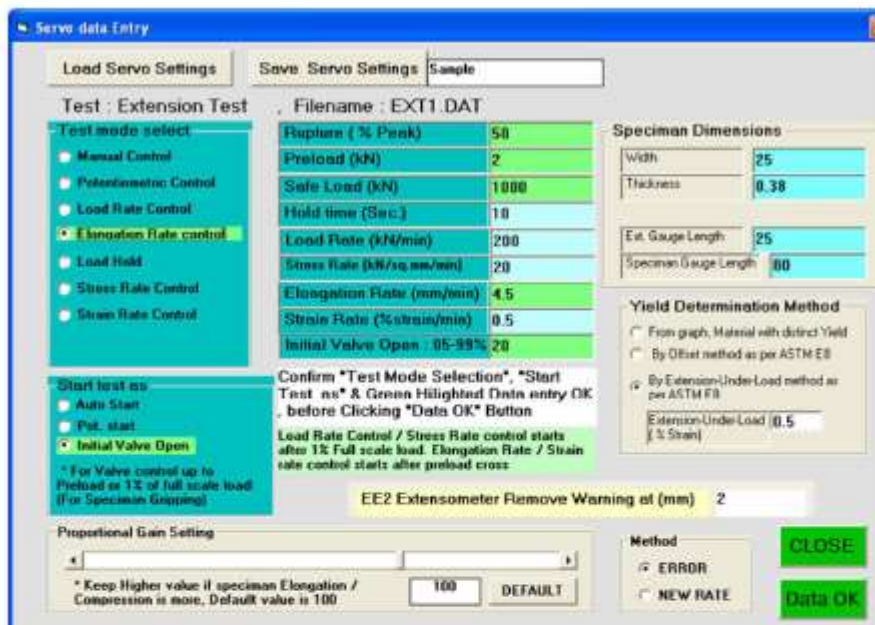 Servo data Entry
Load Servo Settings
Save Servo Settings
Sample
Test : Extension Test , Filename : EXT1.DAT
Test mode select
Manual Control
Potentiometric Control
Load Rate Control
Elongation Rate control
Load Hold
Stress Rate Control
Strain Rate Control
Rupture ( % Peak) 50
Preload (kN) 2
Safe Load (kN) 1000
Hold time (Sec.) 10
Load Rate (kN/min) 200
Stress Rate (kN/sq.mm/min) 20
Elongation Rate (mm/min) 4.5
Strain Rate (%strain/min) 0.5
Initial Valve Open : 05-99% 20
Speciman Dimensions
Width 25
Thickness 0.38
Ext. Gauge Length 25
Speciman Gauge Length 80
Yield Determination Method
From graph, Material with distinct Yield
By Offset method as per ASTM E8
By Extension-Under-Load method as
per ASTM E8
Extension-Under-Load 0.5
( % Strain)
Start test as
Auto Start
Pot. start
Initial Valve Open
* For Valve control up to
Preload or 1% of full scale load
(For Specimen Gripping)
Confirm "Test Mode Selection", "Start
Test as" & Green Hilighted Data entry OK
, before Clicking "Data OK" Button
Load Rate Control / Stress Rate control starts
after 1% Full scale load. Elongation Rate / Strain
rate control starts after preload cross
EE2 Extensometer Remove Warning at (mm) 2
Proportional Gain Setting
* Keep Higher value if speciman Elongation /
Compression is more, Default value is 100
100
DEFAULT
Method
ERROR
NEW RATE
CLOSE
Data OK